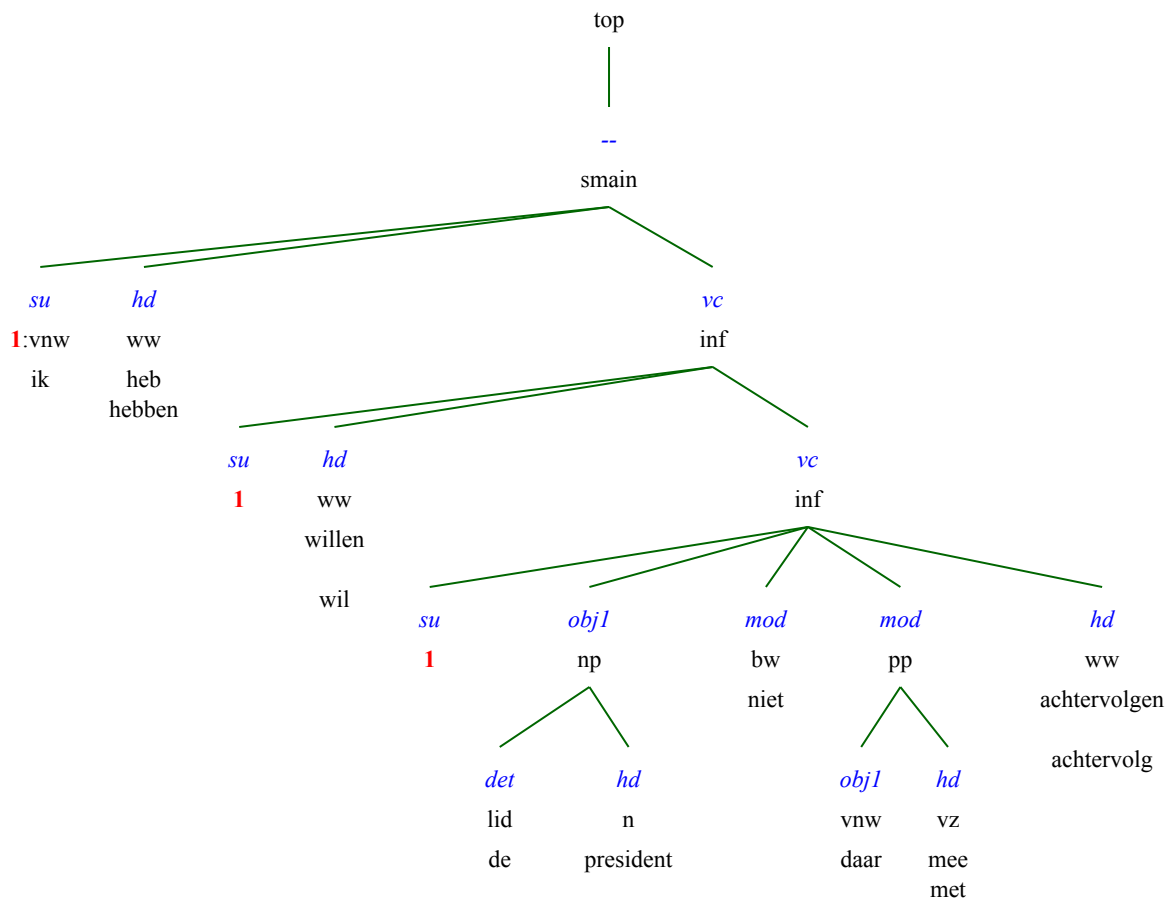 top
--
smain
su hd vc
1:vnw ww inf
ik heb
hebben
su hd vc
1 ww inf
willen
wil
su obj1 mod mod hd
1 np bw pp ww
niet achtervolgen
achtervolg
det hd obj1 hd
lid n vnw vz
de president daar mee
met